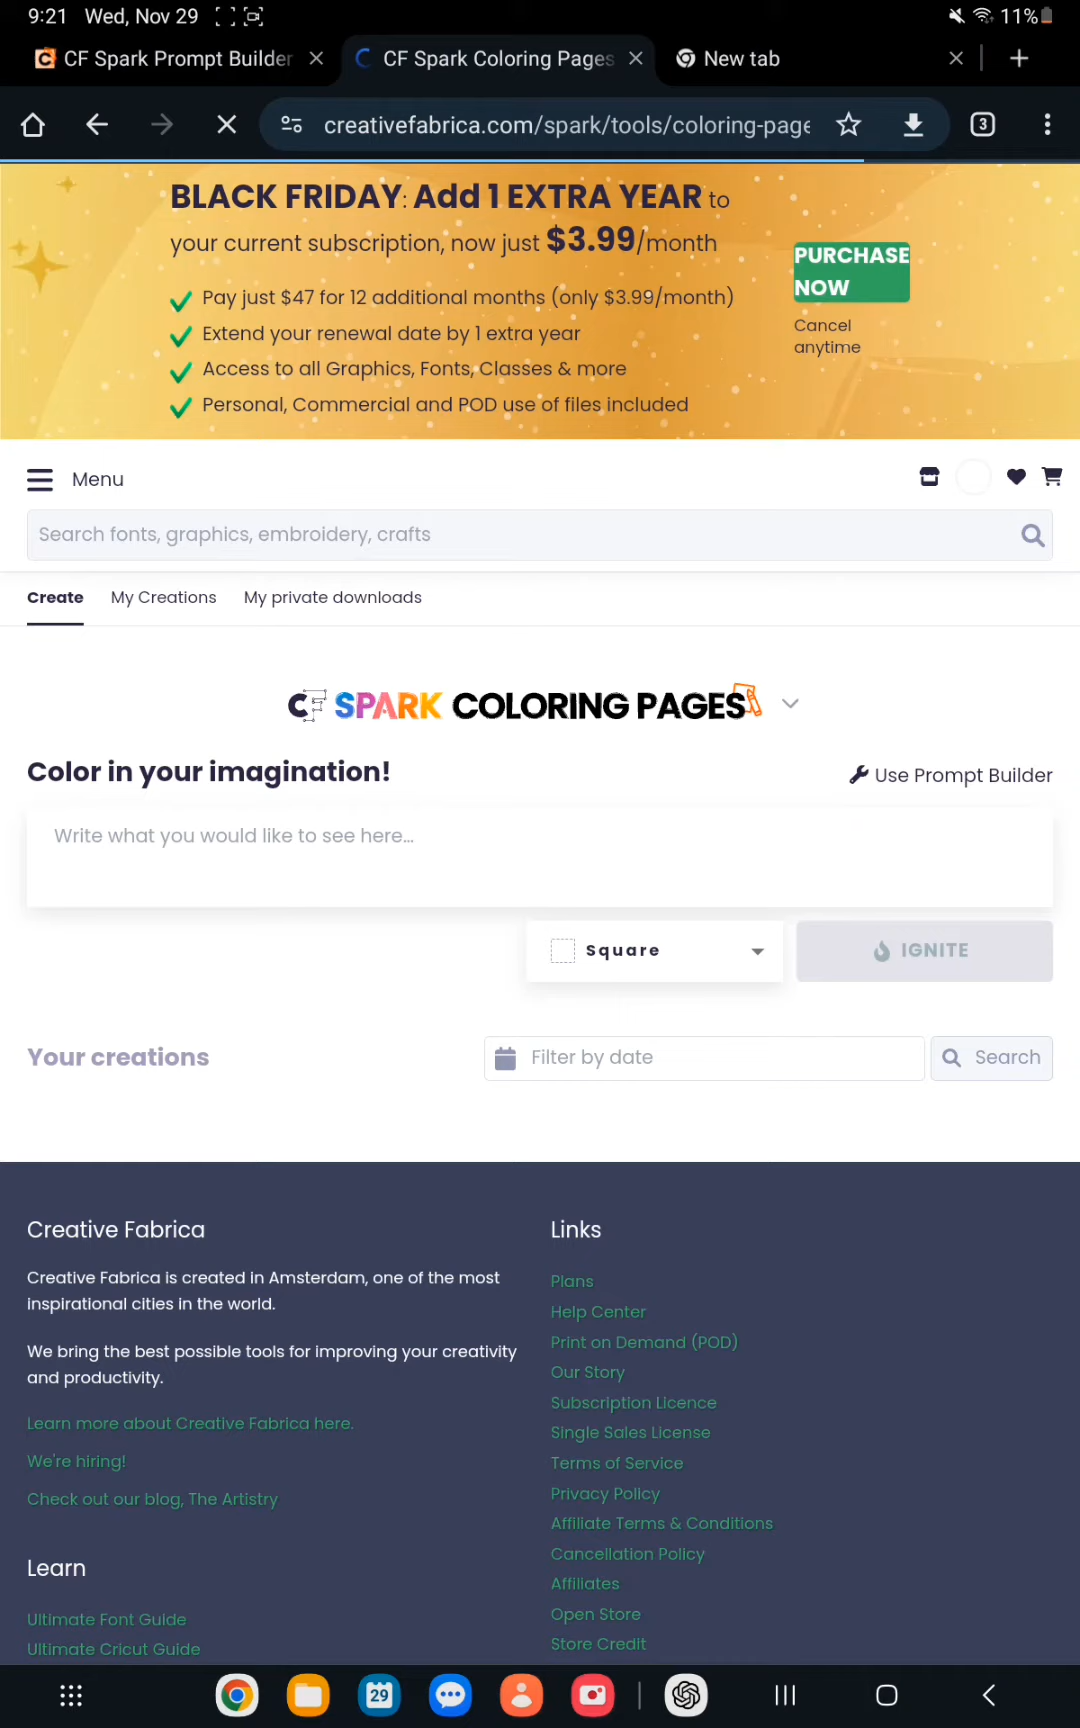 9:21 Wed, Nov 29
11%
CF Spark Prompt Builder
CF Spark Coloring Pages
New tab
creativefabrica.com/spark/tools/coloring-page
3
BLACK FRIDAY: Add 1 EXTRA YEAR to
your current subscription, now just $3.99/month
Pay just $47 for 12 additional months (only $3.99/month)
Extend your renewal date by 1 extra year
Access to all Graphics, Fonts, Classes & more
Personal, Commercial and POD use of files included
PURCHASE
NOW
Cancel
anytime
Menu
Search fonts, graphics, embroidery, crafts
Create My Creations My private downloads
CF SPARK COLORING PAGES
Color in your imagination!
Use Prompt Builder
Write what you would like to see here...
Square
IGNITE
Your creations
Filter by date
Search
Creative Fabrica
Creative Fabrica is created in Amsterdam, one of the most
inspirational cities in the world.
We bring the best possible tools for improving your creativity
and productivity.
Learn more about Creative Fabrica here.
We're hiring!
Check out our blog, The Artistry
Learn
Ultimate Font Guide
Ultimate Cricut Guide
Links
Plans
Help Center
Print on Demand (POD)
Our Story
Subscription Licence
Single Sales License
Terms of Service
Privacy Policy
Affiliate Terms & Conditions
Cancellation Policy
Affiliates
Open Store
Store Credit
29